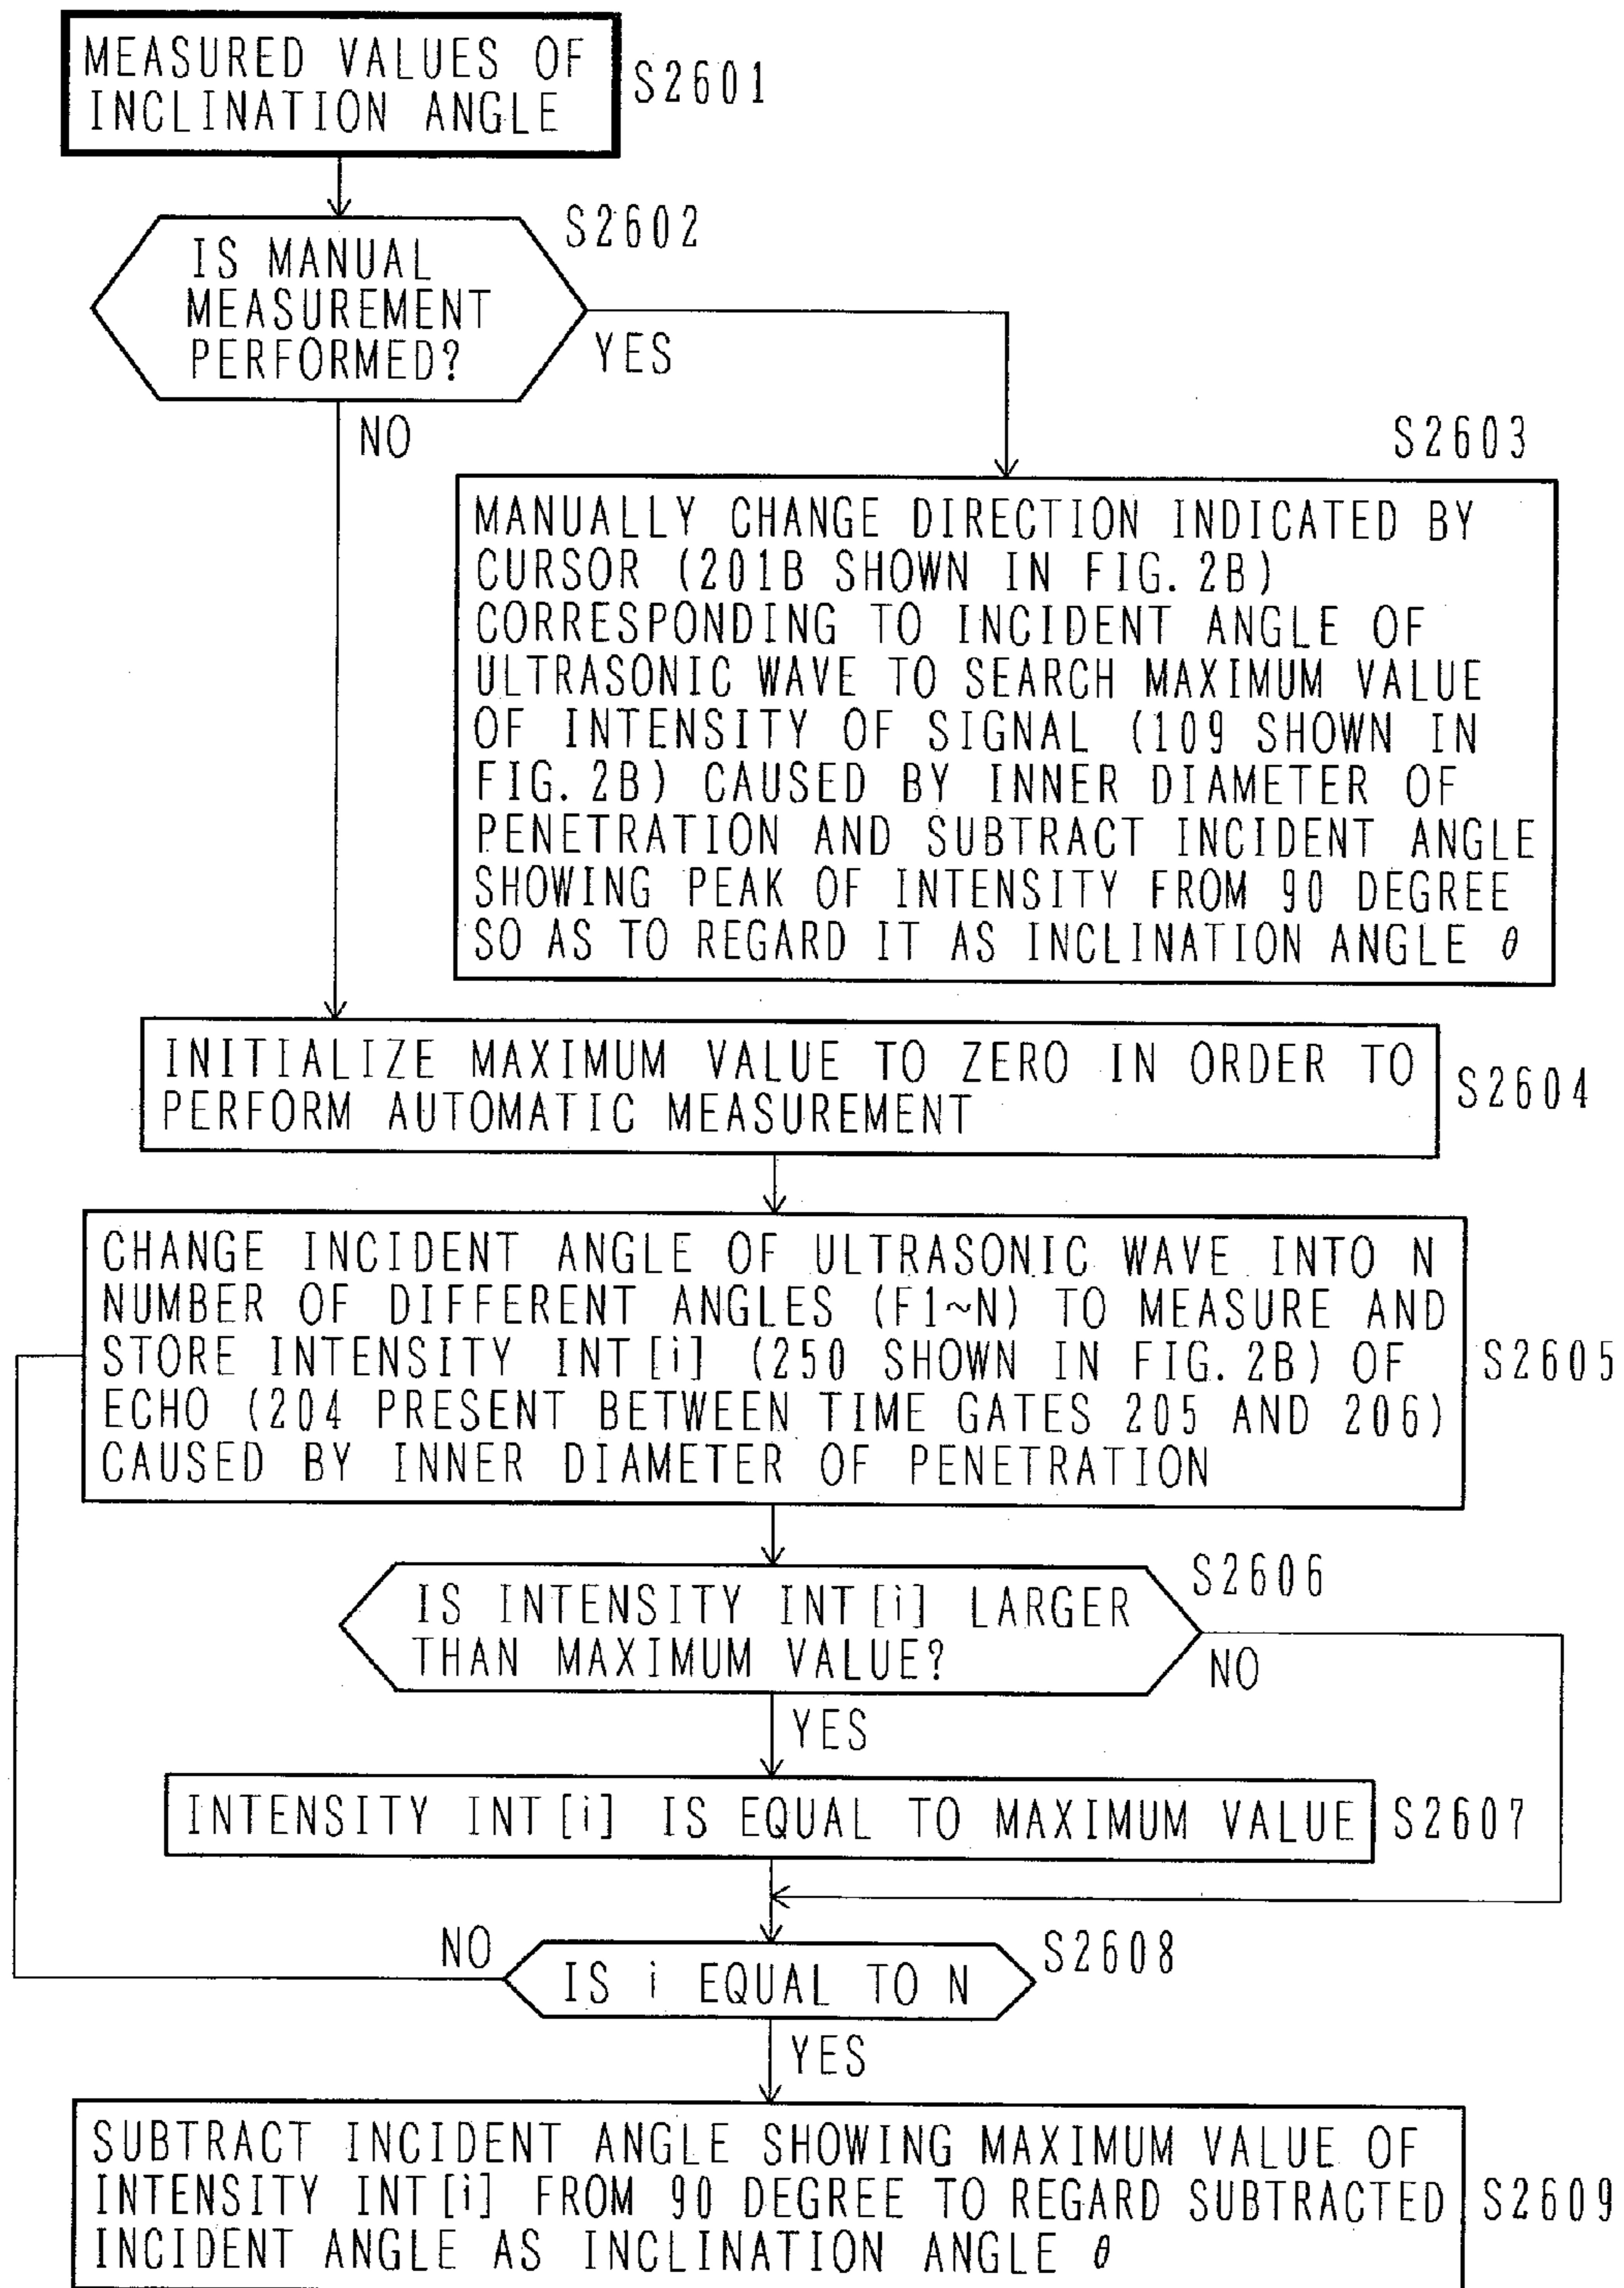 MEASURED VALUES OF
INCLINATION ANGLE
S2601
S2602
IS MANUAL
MEASUREMENT
PERFORMED?
YES
NO
S2603
MANUALLY CHANGE DIRECTION INDICATED BY
CURSOR (201B SHOWN IN FIG. 2B)
CORRESPONDING TO INCIDENT ANGLE OF
ULTRASONIC WAVE TO SEARCH MAXIMUM VALUE
OF INTENSITY OF SIGNAL (109 SHOWN IN
FIG. 2B) CAUSED BY INNER DIAMETER OF
PENETRATION AND SUBTRACT INCIDENT ANGLE
SHOWING PEAK OF INTENSITY FROM 90 DEGREE
SO AS TO REGARD IT AS INCLINATION ANGLE θ
INITIALIZE MAXIMUM VALUE TO ZERO IN ORDER TO
PERFORM AUTOMATIC MEASUREMENT
S2604
CHANGE INCIDENT ANGLE OF ULTRASONIC WAVE INTO N
NUMBER OF DIFFERENT ANGLES (F1~N) TO MEASURE AND
STORE INTENSITY INT[i] (250 SHOWN IN FIG. 2B) OF
ECHO (204 PRESENT BETWEEN TIME GATES 205 AND 206)
CAUSED BY INNER DIAMETER OF PENETRATION
S2605
S2606
IS INTENSITY INT[i] LARGER
THAN MAXIMUM VALUE?
NO
YES
INTENSITY INT[i] IS EQUAL TO MAXIMUM VALUE
S2607
NO
S2608
IS i EQUAL TO N
YES
SUBTRACT INCIDENT ANGLE SHOWING MAXIMUM VALUE OF
INTENSITY INT[i] FROM 90 DEGREE TO REGARD SUBTRACTED
INCIDENT ANGLE AS INCLINATION ANGLE θ
S2609